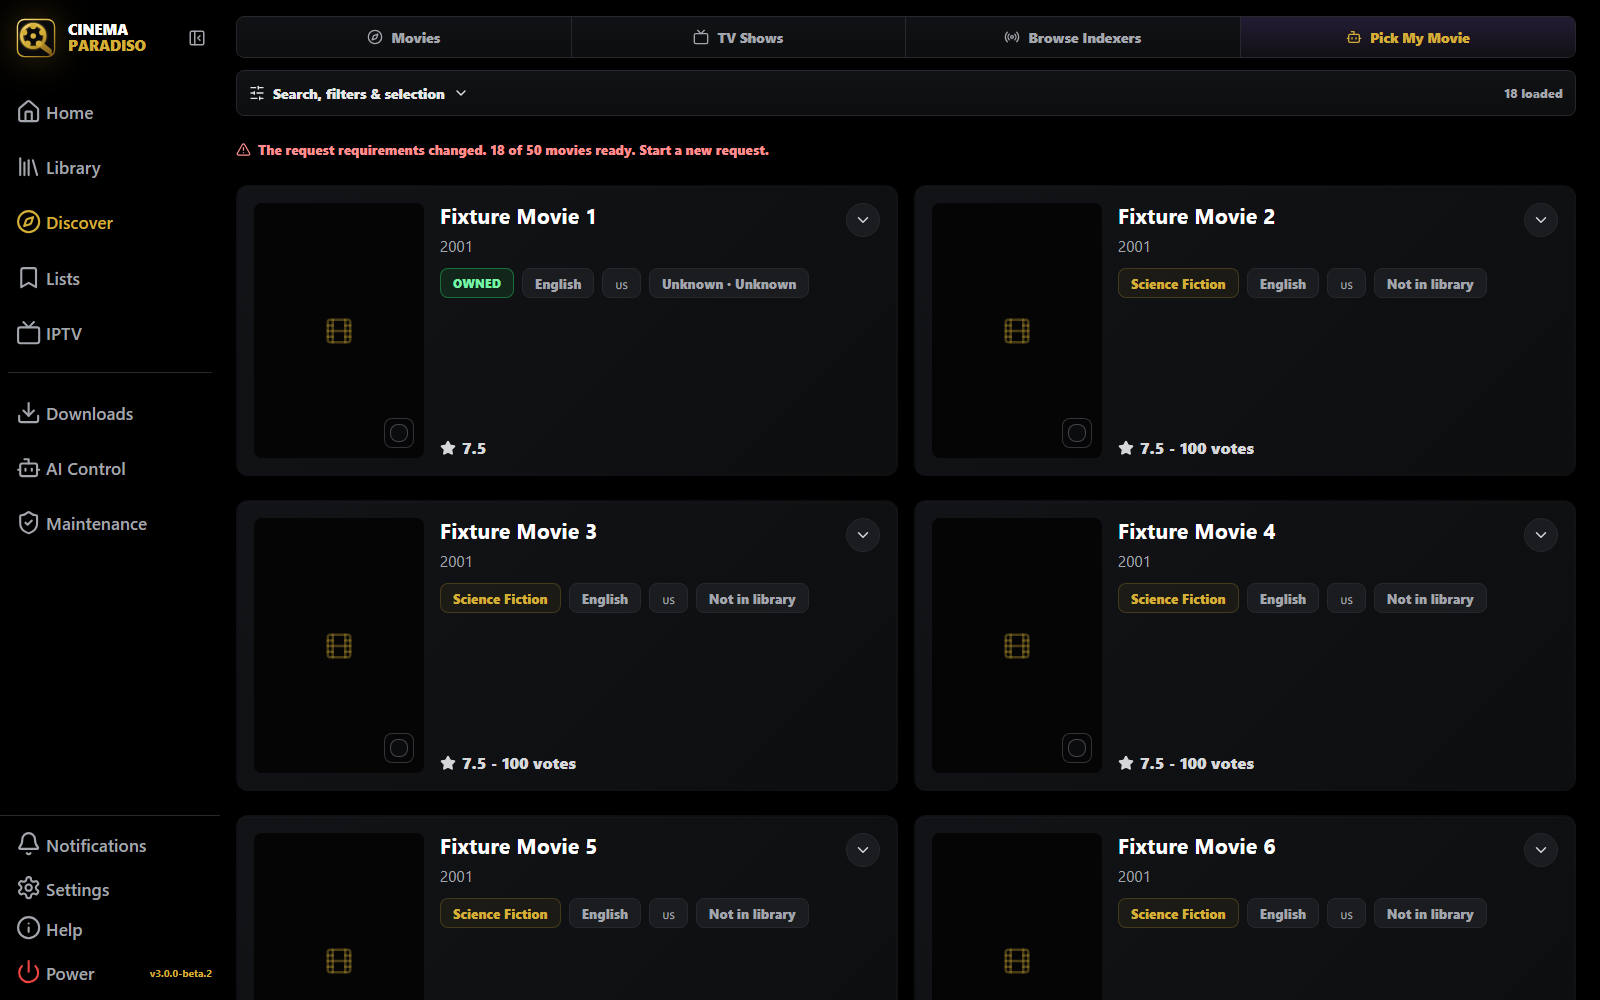 CINEMA
PARADISO
Home
Library
Discover
Lists
IPTV
Downloads
AI Control
Maintenance
Notifications
Settings
Help
Power v3.0.0-beta.2
Movies TV Shows Browse Indexers Pick My Movie
Search, filters & selection 18 loaded
The request requirements changed. 18 of 50 movies ready. Start a new request.
Fixture Movie 1
2001
OWNED English us Unknown • Unknown
7.5
Fixture Movie 2
2001
Science Fiction English us Not in library
7.5 - 100 votes
Fixture Movie 3
2001
Science Fiction English us Not in library
7.5 - 100 votes
Fixture Movie 4
2001
Science Fiction English us Not in library
7.5 - 100 votes
Fixture Movie 5
2001
Science Fiction English us Not in library
Fixture Movie 6
2001
Science Fiction English us Not in library